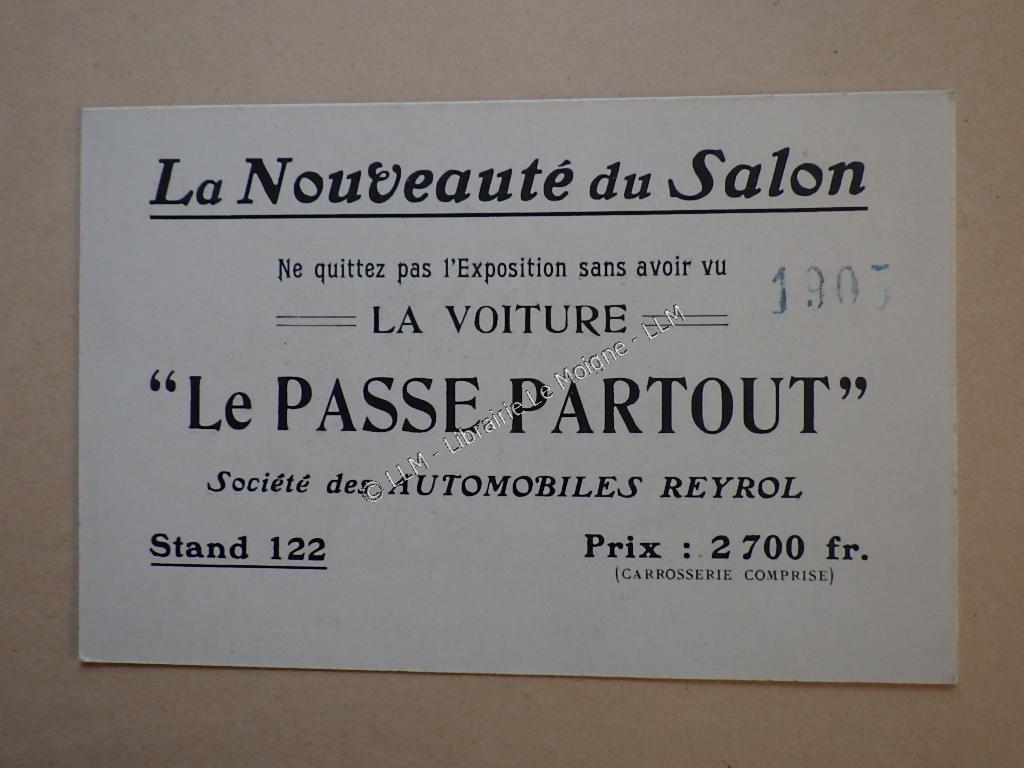 La Nouveauté du Salon
Ne quittez pas l'Exposition sans avoir vu
1905
LA VOITURE
"Le PASSE PARTOUT"
Société des AUTOMOBILES REYROL
Stand 122
Prix : 2 700 fr.
(CARROSSERIE COMPRISE)
© LLM - Librairie Le Moigne - LLM